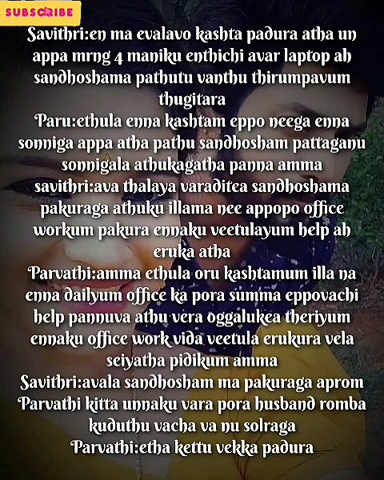 SUBSCRIBE
Savithri:en ma evalavo kashta padura atha un
appa mrng 4 maniku enthichi avar laptop ah
sandhoshama pathutu vanthu thirumpavum
thugitara
Paru:ethula enna kashtam eppo neega enna
sonniga appa atha pathu sandhosham pattaganu
sonnigala athukagatha panna amma
savithri:ava thalaya varaditea sandhoshama
pakuraga athuku illama nee appopo office
workum pakura ennaku veetulayum help ah
eruka atha
Parvathi:amma ethula oru kashtamum illa na
enna dailyum office ka pora summa eppovachi
help pannuva athu vera oggalukea theriyum
ennaku office work vida veetula erukura vela
seiyatha pidikum amma
Savithri:avala sandhosham ma pakuraga aprom
Parvathi kitta unnaku vara pora husband romba
kuduthu vacha va nu solraga
Parvathi:etha kettu vekka padura